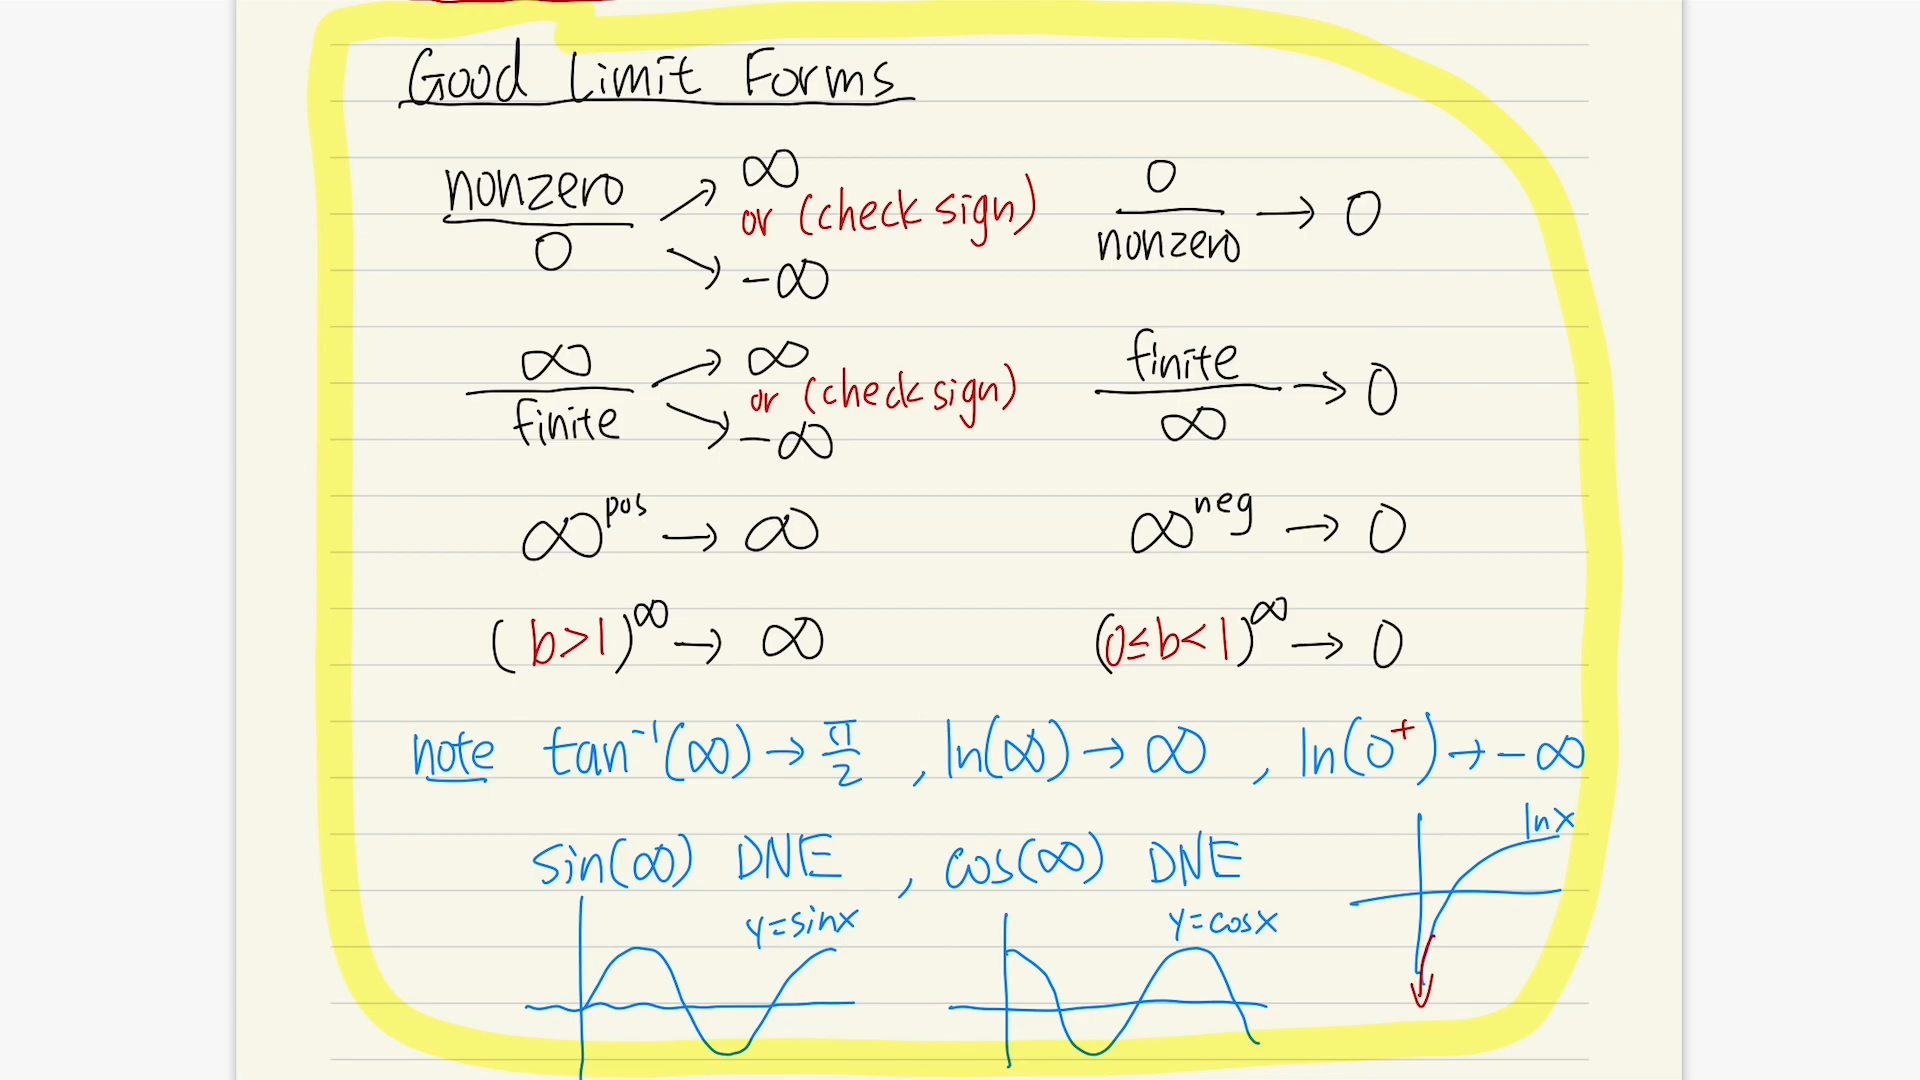 Good Limit Forms
nonzero/0 ↗ ∞ or (check sign) ↘ -∞
0/nonzero → 0
∞/finite ↗ ∞ or (check sign) ↘ -∞
finite/∞ → 0
∞^pos → ∞
∞^neg → 0
(b>1)^∞ → ∞
(0≤b<1)^∞ → 0
note tan⁻¹(∞) → π/2 , ln(∞) → ∞ , ln(0⁺) → -∞
sin(∞) DNE , cos(∞) DNE
lnx
y=sinx
y=cosx